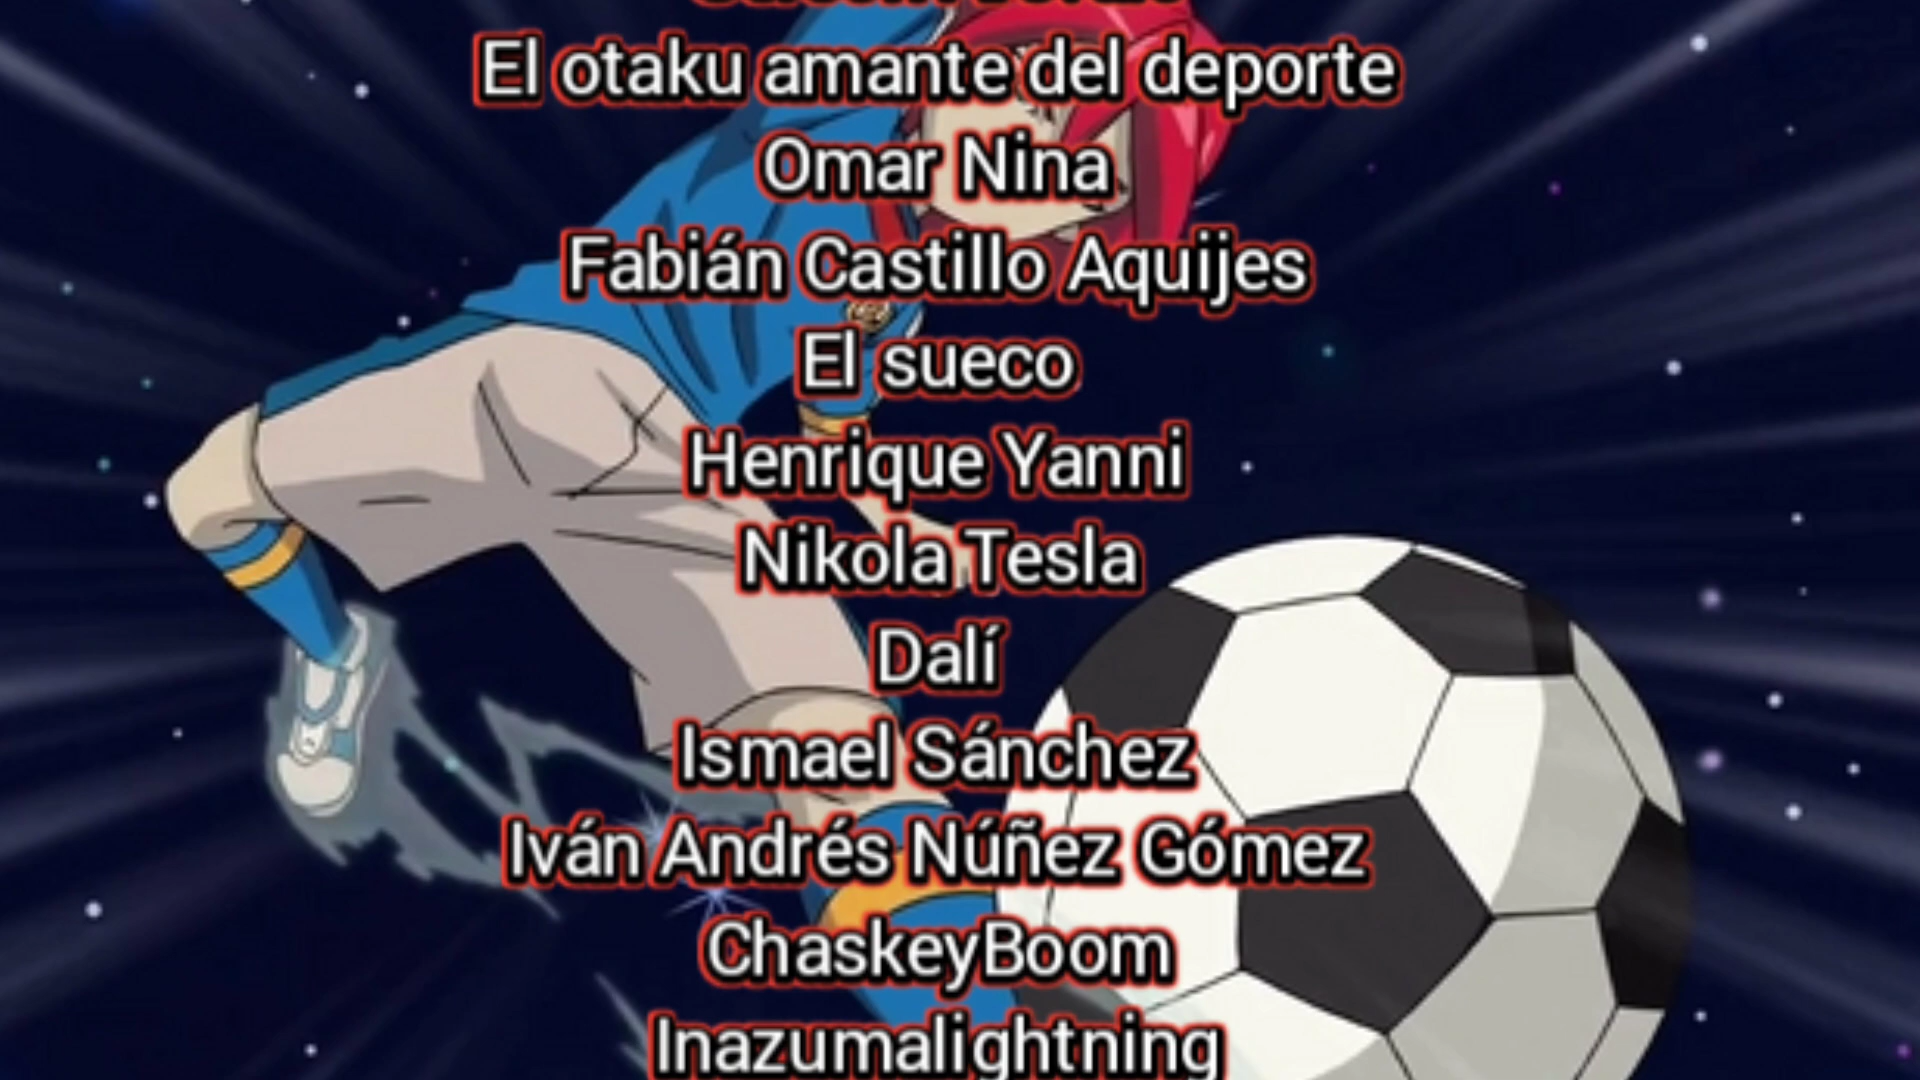 El otaku amante del deporte
Omar Nina
Fabián Castillo Aquijes
El sueco
Henrique Yanni
Nikola Tesla
Dalí
Ismael Sánchez
Iván Andrés Núñez Gómez
ChaskeyBoom
Inazumalightning